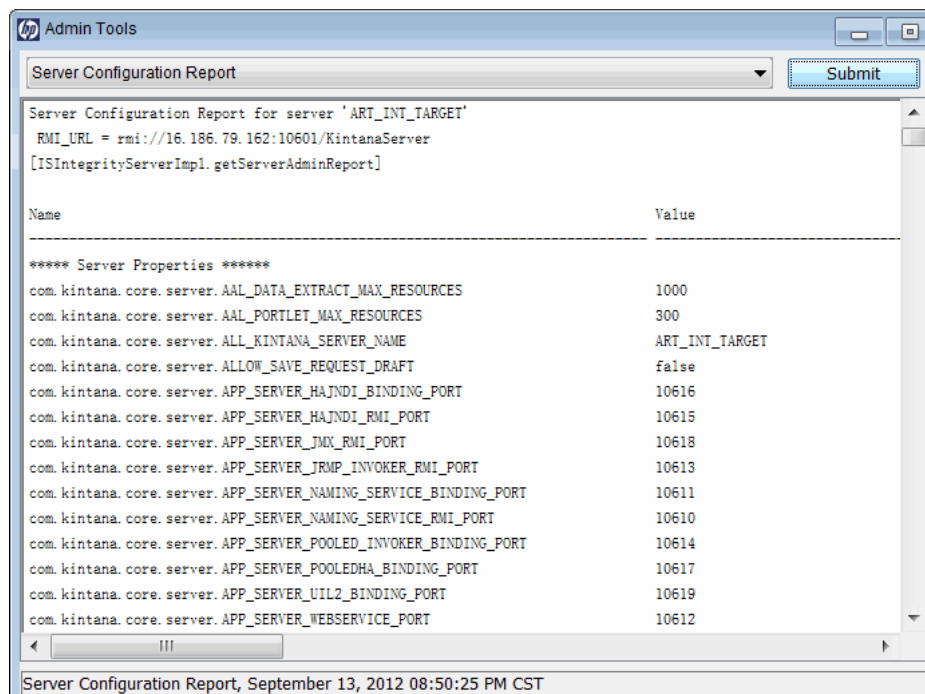 hp Admin Tools
Server Configuration Report Submit
Server Configuration Report for server 'ART_INT_TARGET'
RMI_URL = rmi://16.186.79.162:10601/KintanaServer
[ISIntegrityServerImpl.getServerAdminReport]
Name Value
***** Server Properties ******
com.kintana.core.server.AAL_DATA_EXTRACT_MAX_RESOURCES 1000
com.kintana.core.server.AAL_PORTLET_MAX_RESOURCES 300
com.kintana.core.server.ALL_KINTANA_SERVER_NAME ART_INT_TARGET
com.kintana.core.server.ALLOW_SAVE_REQUEST_DRAFT false
com.kintana.core.server.APP_SERVER_HAJNDI_BINDING_PORT 10616
com.kintana.core.server.APP_SERVER_HAJNDI_RMI_PORT 10615
com.kintana.core.server.APP_SERVER_JMX_RMI_PORT 10618
com.kintana.core.server.APP_SERVER_JRMP_INVOKER_RMI_PORT 10613
com.kintana.core.server.APP_SERVER_NAMING_SERVICE_BINDING_PORT 10611
com.kintana.core.server.APP_SERVER_NAMING_SERVICE_RMI_PORT 10610
com.kintana.core.server.APP_SERVER_POOLED_INVOKER_BINDING_PORT 10614
com.kintana.core.server.APP_SERVER_POOLEDHA_BINDING_PORT 10617
com.kintana.core.server.APP_SERVER_UIL2_BINDING_PORT 10619
com.kintana.core.server.APP_SERVER_WEBSERVICE_PORT 10612
Server Configuration Report, September 13, 2012 08:50:25 PM CST